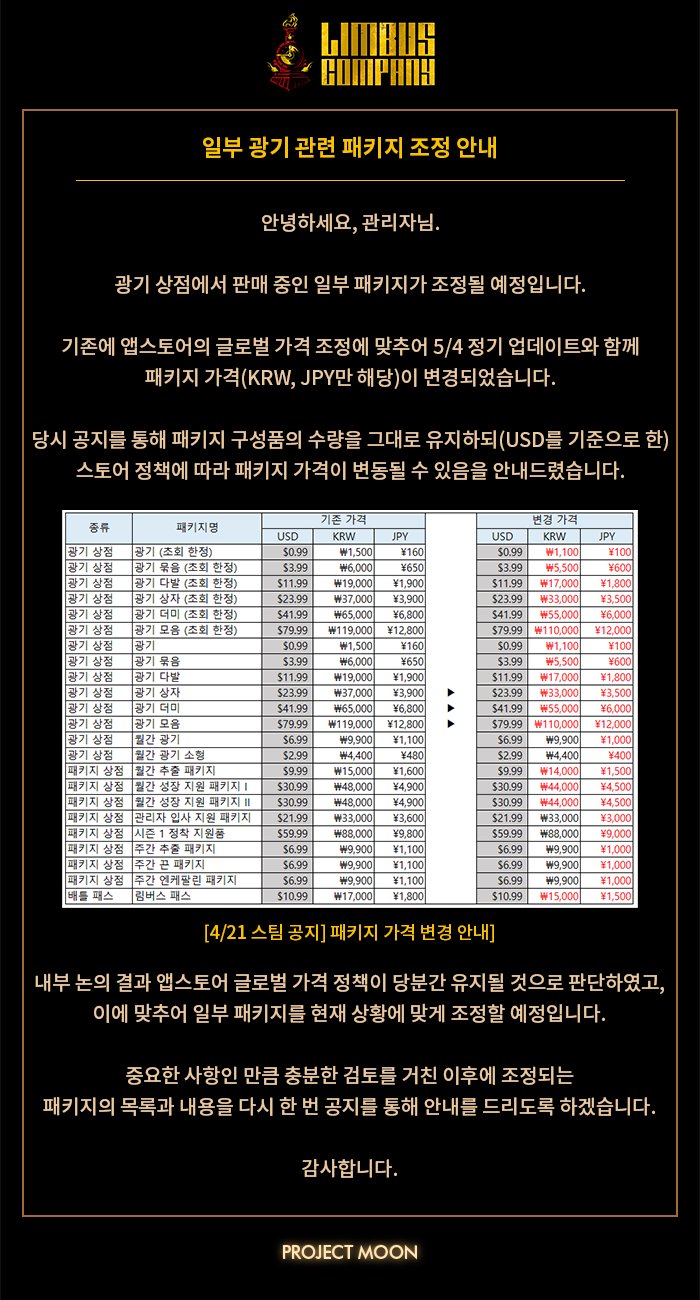 LIMBUS
COMPANY
일부 광기 관련 패키지 조정 안내
안녕하세요, 관리자님.
광기 상점에서 판매 중인 일부 패키지가 조정될 예정입니다.
기존에 앱스토어의 글로벌 가격 조정에 맞추어 5/4 정기 업데이트와 함께
패키지 가격(KRW, JPY만 해당)이 변경되었습니다.
당시 공지를 통해 패키지 구성품의 수량을 그대로 유지하되(USD를 기준으로 한)
스토어 정책에 따라 패키지 가격이 변동될 수 있음을 안내드렸습니다.
종류 패키지명 기존 가격 변경 가격
USD KRW JPY USD KRW JPY
광기 상점 광기 (초회 한정) $0.99 ₩1,500 ¥160 $0.99 ₩1,100 ¥100
광기 상점 광기 묶음 (초회 한정) $3.99 ₩6,000 ¥650 $3.99 ₩5,500 ¥600
광기 상점 광기 다발 (초회 한정) $11.99 ₩19,000 ¥1,900 $11.99 ₩17,000 ¥1,800
광기 상점 광기 상자 (초회 한정) $23.99 ₩37,000 ¥3,900 $23.99 ₩33,000 ¥3,500
광기 상점 광기 더미 (초회 한정) $41.99 ₩65,000 ¥6,800 $41.99 ₩55,000 ¥6,000
광기 상점 광기 모음 (초회 한정) $79.99 ₩119,000 ¥12,800 $79.99 ₩110,000 ¥12,000
광기 상점 광기 $0.99 ₩1,500 ¥160 $0.99 ₩1,100 ¥100
광기 상점 광기 묶음 $3.99 ₩6,000 ¥650 $3.99 ₩5,500 ¥600
광기 상점 광기 다발 $11.99 ₩19,000 ¥1,900 $11.99 ₩17,000 ¥1,800
광기 상점 광기 상자 $23.99 ₩37,000 ¥3,900 ▶ $23.99 ₩33,000 ¥3,500
광기 상점 광기 더미 $41.99 ₩65,000 ¥6,800 ▶ $41.99 ₩55,000 ¥6,000
광기 상점 광기 모음 $79.99 ₩119,000 ¥12,800 ▶ $79.99 ₩110,000 ¥12,000
광기 상점 월간 광기 $6.99 ₩9,900 ¥1,100 $6.99 ₩9,900 ¥1,000
광기 상점 월간 광기 소형 $2.99 ₩4,400 ¥480 $2.99 ₩4,400 ¥400
패키지 상점 월간 추출 패키지 $9.99 ₩15,000 ¥1,600 $9.99 ₩14,000 ¥1,500
패키지 상점 월간 성장 지원 패키지 I $30.99 ₩48,000 ¥4,900 $30.99 ₩44,000 ¥4,500
패키지 상점 월간 성장 지원 패키지 II $30.99 ₩48,000 ¥4,900 $30.99 ₩44,000 ¥4,500
패키지 상점 관리자 입사 지원 패키지 $21.99 ₩33,000 ¥3,600 $21.99 ₩33,000 ¥3,000
패키지 상점 시즌 1 정착 지원품 $59.99 ₩88,000 ¥9,800 $59.99 ₩88,000 ¥9,000
패키지 상점 주간 추출 패키지 $6.99 ₩9,900 ¥1,100 $6.99 ₩9,900 ¥1,000
패키지 상점 주간 끈 패키지 $6.99 ₩9,900 ¥1,100 $6.99 ₩9,900 ¥1,000
패키지 상점 주간 엔케팔린 패키지 $6.99 ₩9,900 ¥1,100 $6.99 ₩9,900 ¥1,000
배틀 패스 림버스 패스 $10.99 ₩17,000 ¥1,800 $10.99 ₩15,000 ¥1,500
[4/21 스팀 공지] 패키지 가격 변경 안내]
내부 논의 결과 앱스토어 글로벌 가격 정책이 당분간 유지될 것으로 판단하였고,
이에 맞추어 일부 패키지를 현재 상황에 맞게 조정할 예정입니다.
중요한 사항인 만큼 충분한 검토를 거친 이후에 조정되는
패키지의 목록과 내용을 다시 한 번 공지를 통해 안내를 드리도록 하겠습니다.
감사합니다.
PROJECT MOON